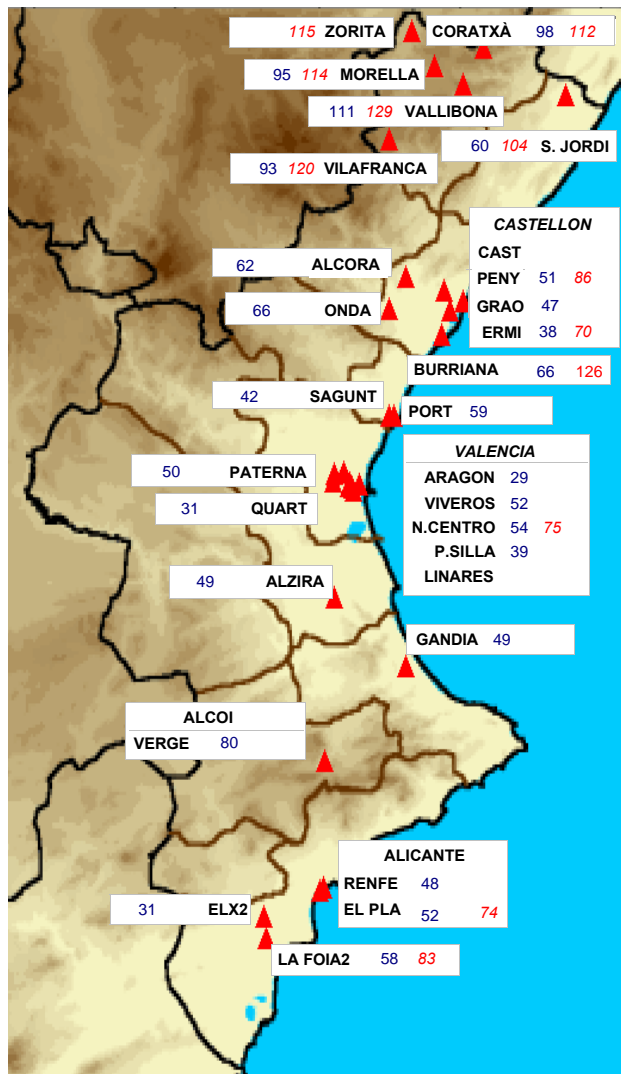 115 ZORITA
CORATXÀ 98 112
95 114 MORELLA
111 129 VALLIBONA
60 104 S. JORDI
93 120 VILAFRANCA
CASTELLON
CAST
PENY 51 86
GRAO 47
ERMI 38 70
62 ALCORA
66 ONDA
BURRIANA 66 126
42 SAGUNT
PORT 59
VALENCIA
ARAGON 29
VIVEROS 52
N.CENTRO 54 75
P.SILLA 39
LINARES
50 PATERNA
31 QUART
49 ALZIRA
GANDIA 49
ALCOI
VERGE 80
ALICANTE
RENFE 48
EL PLA 52 74
31 ELX2
LA FOIA2 58 83